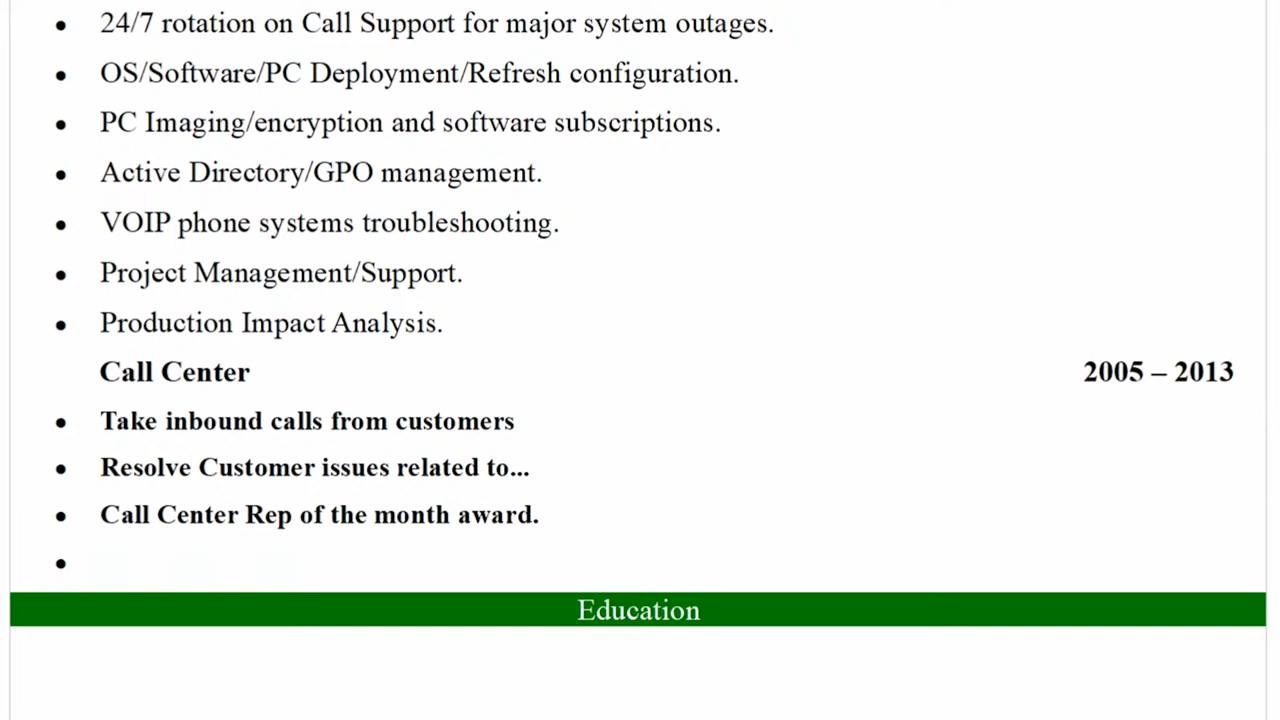 • 24/7 rotation on Call Support for major system outages.
• OS/Software/PC Deployment/Refresh configuration.
• PC Imaging/encryption and software subscriptions.
• Active Directory/GPO management.
• VOIP phone systems troubleshooting.
• Project Management/Support.
• Production Impact Analysis.
Call Center 2005 – 2013
• Take inbound calls from customers
• Resolve Customer issues related to...
• Call Center Rep of the month award.
•
Education